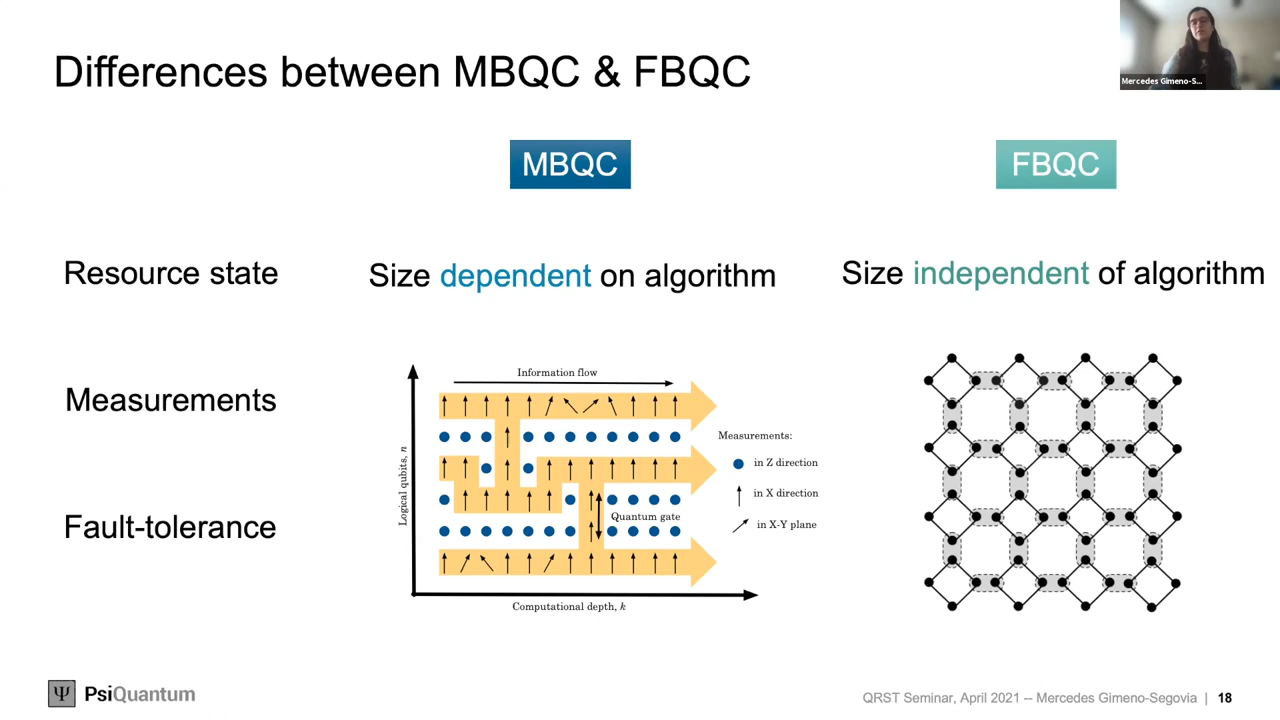 Differences between MBQC & FBQC
Mercedes Gimeno-S...
MBQC
FBQC
Resource state
Size dependent on algorithm
Size independent of algorithm
Measurements
Fault-tolerance
Information flow
Logical qubits, n
Measurements:
in Z direction
in X direction
in X-Y plane
Quantum gate
Computational depth, k
Ψ PsiQuantum
QRST Seminar, April 2021 -- Mercedes Gimeno-Segovia | 18